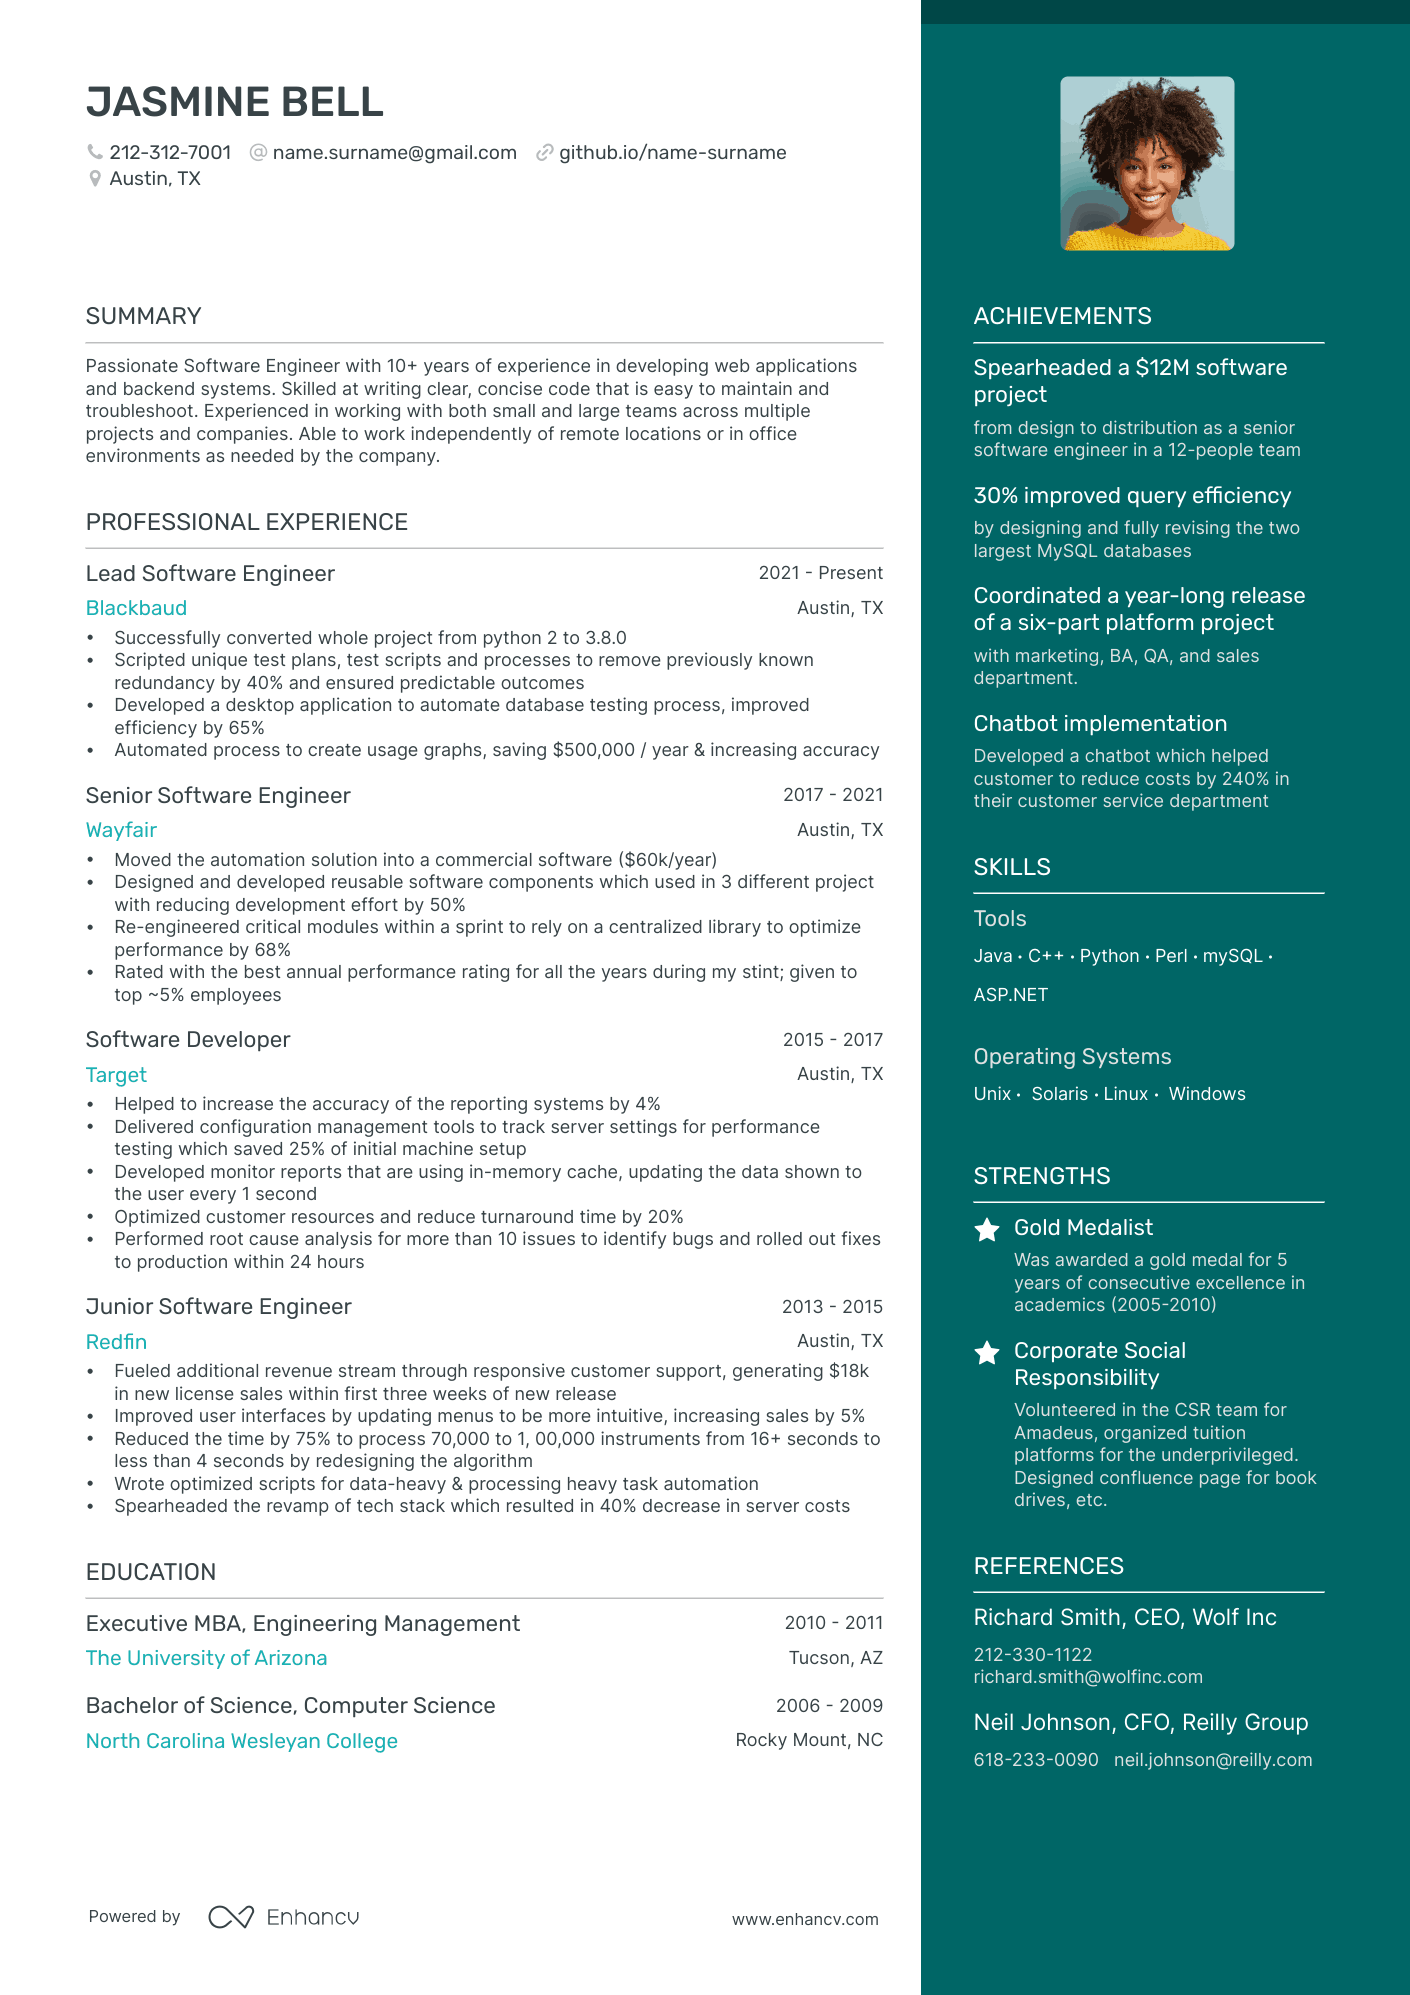 JASMINE BELL
212-312-7001 name.surname@gmail.com github.io/name-surname
Austin, TX
SUMMARY
Passionate Software Engineer with 10+ years of experience in developing web applications
and backend systems. Skilled at writing clear, concise code that is easy to maintain and
troubleshoot. Experienced in working with both small and large teams across multiple
projects and companies. Able to work independently of remote locations or in office
environments as needed by the company.
PROFESSIONAL EXPERIENCE
Lead Software Engineer 2021 - Present
Blackbaud Austin, TX
• Successfully converted whole project from python 2 to 3.8.0
• Scripted unique test plans, test scripts and processes to remove previously known
redundancy by 40% and ensured predictable outcomes
• Developed a desktop application to automate database testing process, improved
efficiency by 65%
• Automated process to create usage graphs, saving $500,000 / year & increasing accuracy
Senior Software Engineer 2017 - 2021
Wayfair Austin, TX
• Moved the automation solution into a commercial software ($60k/year)
• Designed and developed reusable software components which used in 3 different project
with reducing development effort by 50%
• Re-engineered critical modules within a sprint to rely on a centralized library to optimize
performance by 68%
• Rated with the best annual performance rating for all the years during my stint; given to
top ~5% employees
Software Developer 2015 - 2017
Target Austin, TX
• Helped to increase the accuracy of the reporting systems by 4%
• Delivered configuration management tools to track server settings for performance
testing which saved 25% of initial machine setup
• Developed monitor reports that are using in-memory cache, updating the data shown to
the user every 1 second
• Optimized customer resources and reduce turnaround time by 20%
• Performed root cause analysis for more than 10 issues to identify bugs and rolled out fixes
to production within 24 hours
Junior Software Engineer 2013 - 2015
Redfin Austin, TX
• Fueled additional revenue stream through responsive customer support, generating $18k
in new license sales within first three weeks of new release
• Improved user interfaces by updating menus to be more intuitive, increasing sales by 5%
• Reduced the time by 75% to process 70,000 to 1, 00,000 instruments from 16+ seconds to
less than 4 seconds by redesigning the algorithm
• Wrote optimized scripts for data-heavy & processing heavy task automation
• Spearheaded the revamp of tech stack which resulted in 40% decrease in server costs
EDUCATION
Executive MBA, Engineering Management 2010 - 2011
The University of Arizona Tucson, AZ
Bachelor of Science, Computer Science 2006 - 2009
North Carolina Wesleyan College Rocky Mount, NC
Powered by Enhancv www.enhancv.com
ACHIEVEMENTS
Spearheaded a $12M software
project
from design to distribution as a senior
software engineer in a 12-people team
30% improved query efficiency
by designing and fully revising the two
largest MySQL databases
Coordinated a year-long release
of a six-part platform project
with marketing, BA, QA, and sales
department.
Chatbot implementation
Developed a chatbot which helped
customer to reduce costs by 240% in
their customer service department
SKILLS
Tools
Java • C++ • Python • Perl • mySQL •
ASP.NET
Operating Systems
Unix • Solaris • Linux • Windows
STRENGTHS
Gold Medalist
Was awarded a gold medal for 5
years of consecutive excellence in
academics (2005-2010)
Corporate Social
Responsibility
Volunteered in the CSR team for
Amadeus, organized tuition
platforms for the underprivileged.
Designed confluence page for book
drives, etc.
REFERENCES
Richard Smith, CEO, Wolf Inc
212-330-1122
richard.smith@wolfinc.com
Neil Johnson, CFO, Reilly Group
618-233-0090 neil.johnson@reilly.com